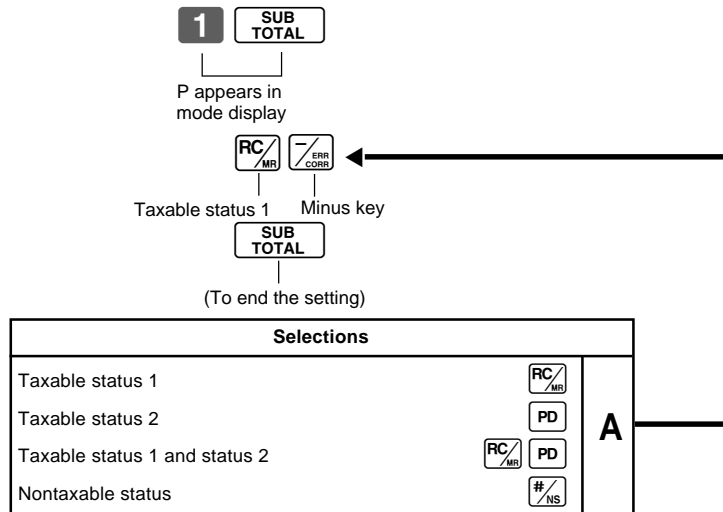 1 SUB TOTAL
P appears in
mode display
RC/MR −/ERR CORR
Taxable status 1 Minus key
SUB TOTAL
(To end the setting)
Selections
Taxable status 1 RC/MR
Taxable status 2 PD
Taxable status 1 and status 2 RC/MR PD
Nontaxable status #/NS
A